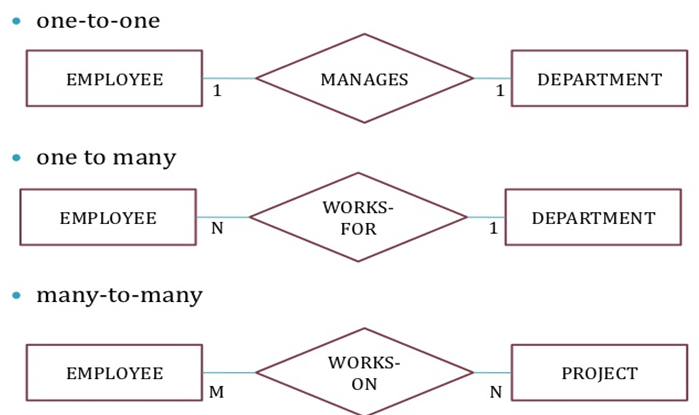 • one-to-one
EMPLOYEE
MANAGES
DEPARTMENT
1
1
• one to many
EMPLOYEE
WORKS-
FOR
DEPARTMENT
N
1
• many-to-many
EMPLOYEE
WORKS-
ON
PROJECT
M
N